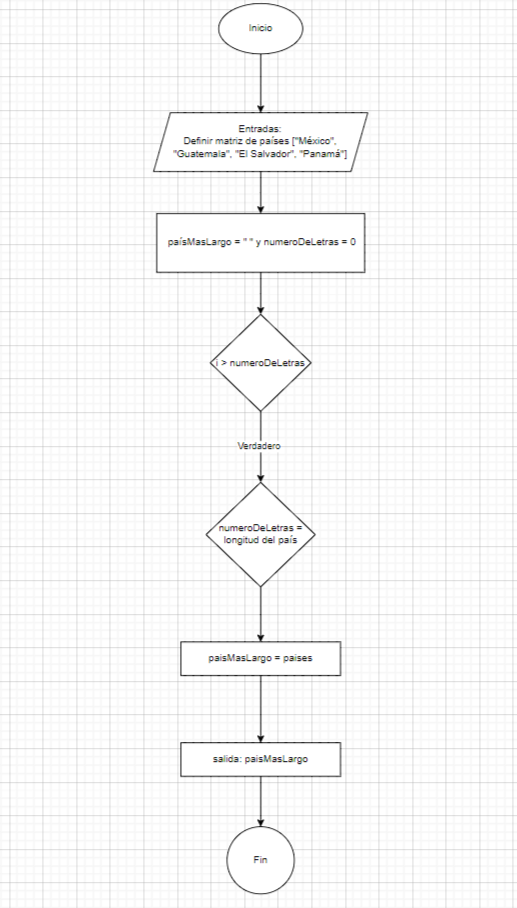 Inicio
Entradas:
Definir matriz de países ["México",
"Guatemala", "El Salvador", "Panamá"]
paísMasLargo = " " y numeroDeLetras = 0
i > numeroDeLetras
Verdadero
numeroDeLetras =
longitud del país
paisMasLargo = paises
salida: paisMasLargo
Fin